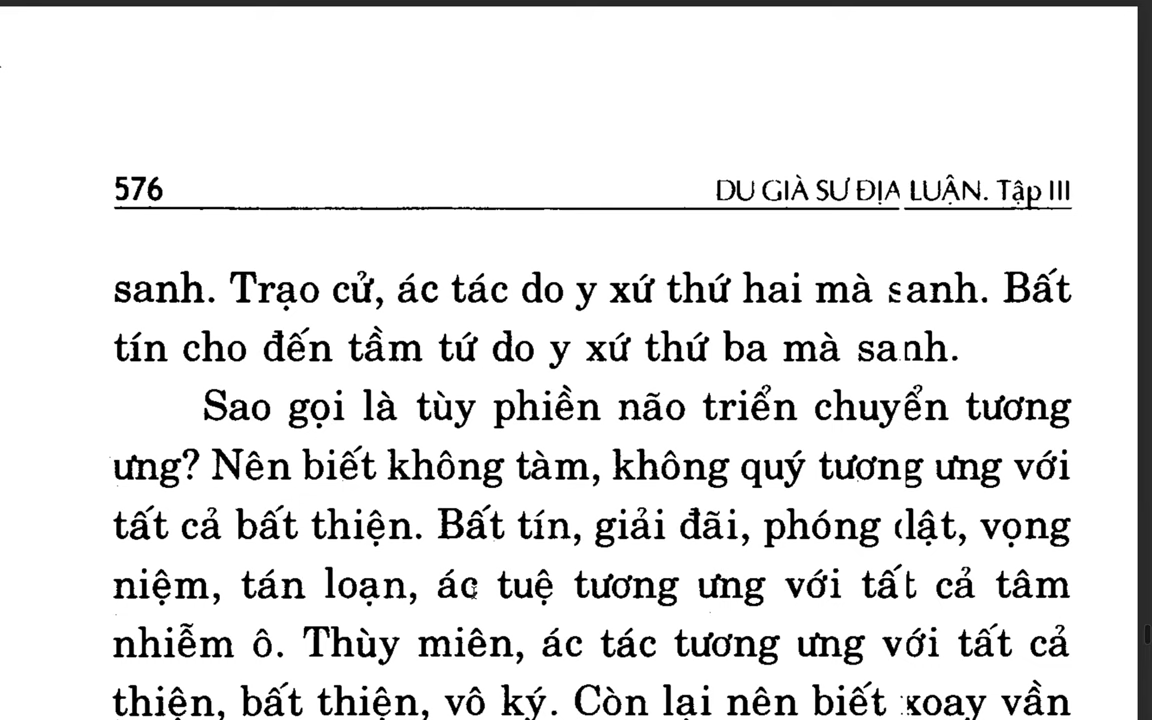 576
DU GIÀ SƯ ĐỊA LUẬN. Tập III
sanh. Trạo cử, ác tác do y xứ thứ hai mà sanh. Bất
tín cho đến tầm tứ do y xứ thứ ba mà sanh.
Sao gọi là tùy phiền não triển chuyển tương
ưng? Nên biết không tàm, không quý tương ưng với
tất cả bất thiện. Bất tín, giải đãi, phóng dật, vọng
niệm, tán loạn, ác tuệ tương ưng với tất cả tâm
nhiễm ô. Thùy miên, ác tác tương ưng với tất cả
thiện, bất thiện, vô ký. Còn lại nên biết xoay vần